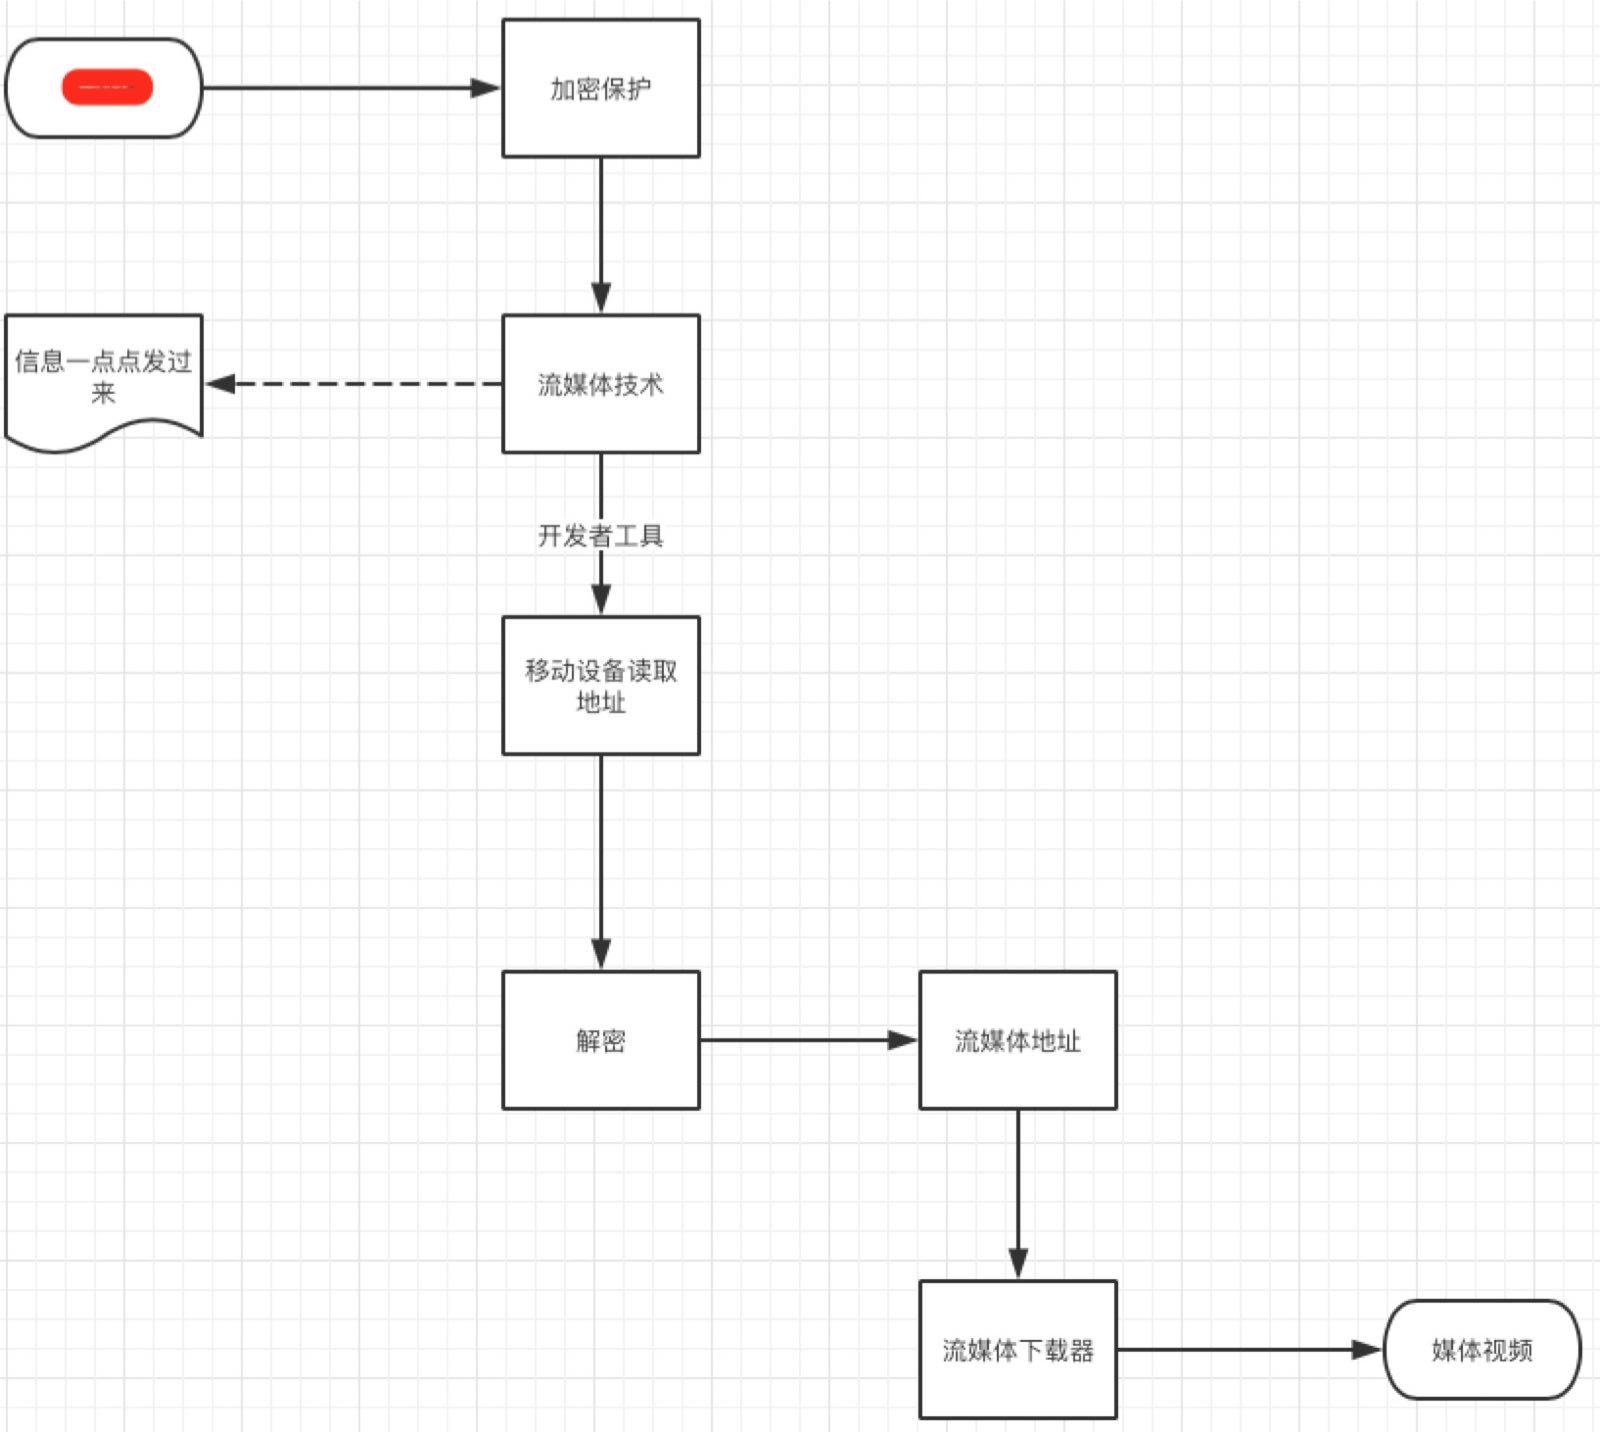 加密保护
信息一点点发过
来
流媒体技术
开发者工具
移动设备读取
地址
解密
流媒体地址
流媒体下载器
媒体视频